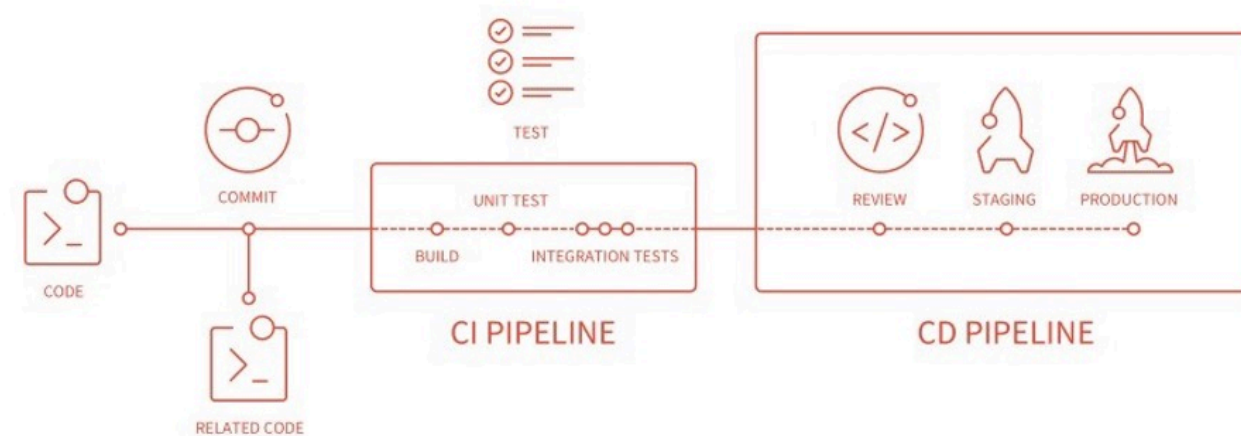 TEST
COMMIT
CODE
RELATED CODE
UNIT TEST
BUILD
INTEGRATION TESTS
CI PIPELINE
REVIEW
STAGING
PRODUCTION
CD PIPELINE